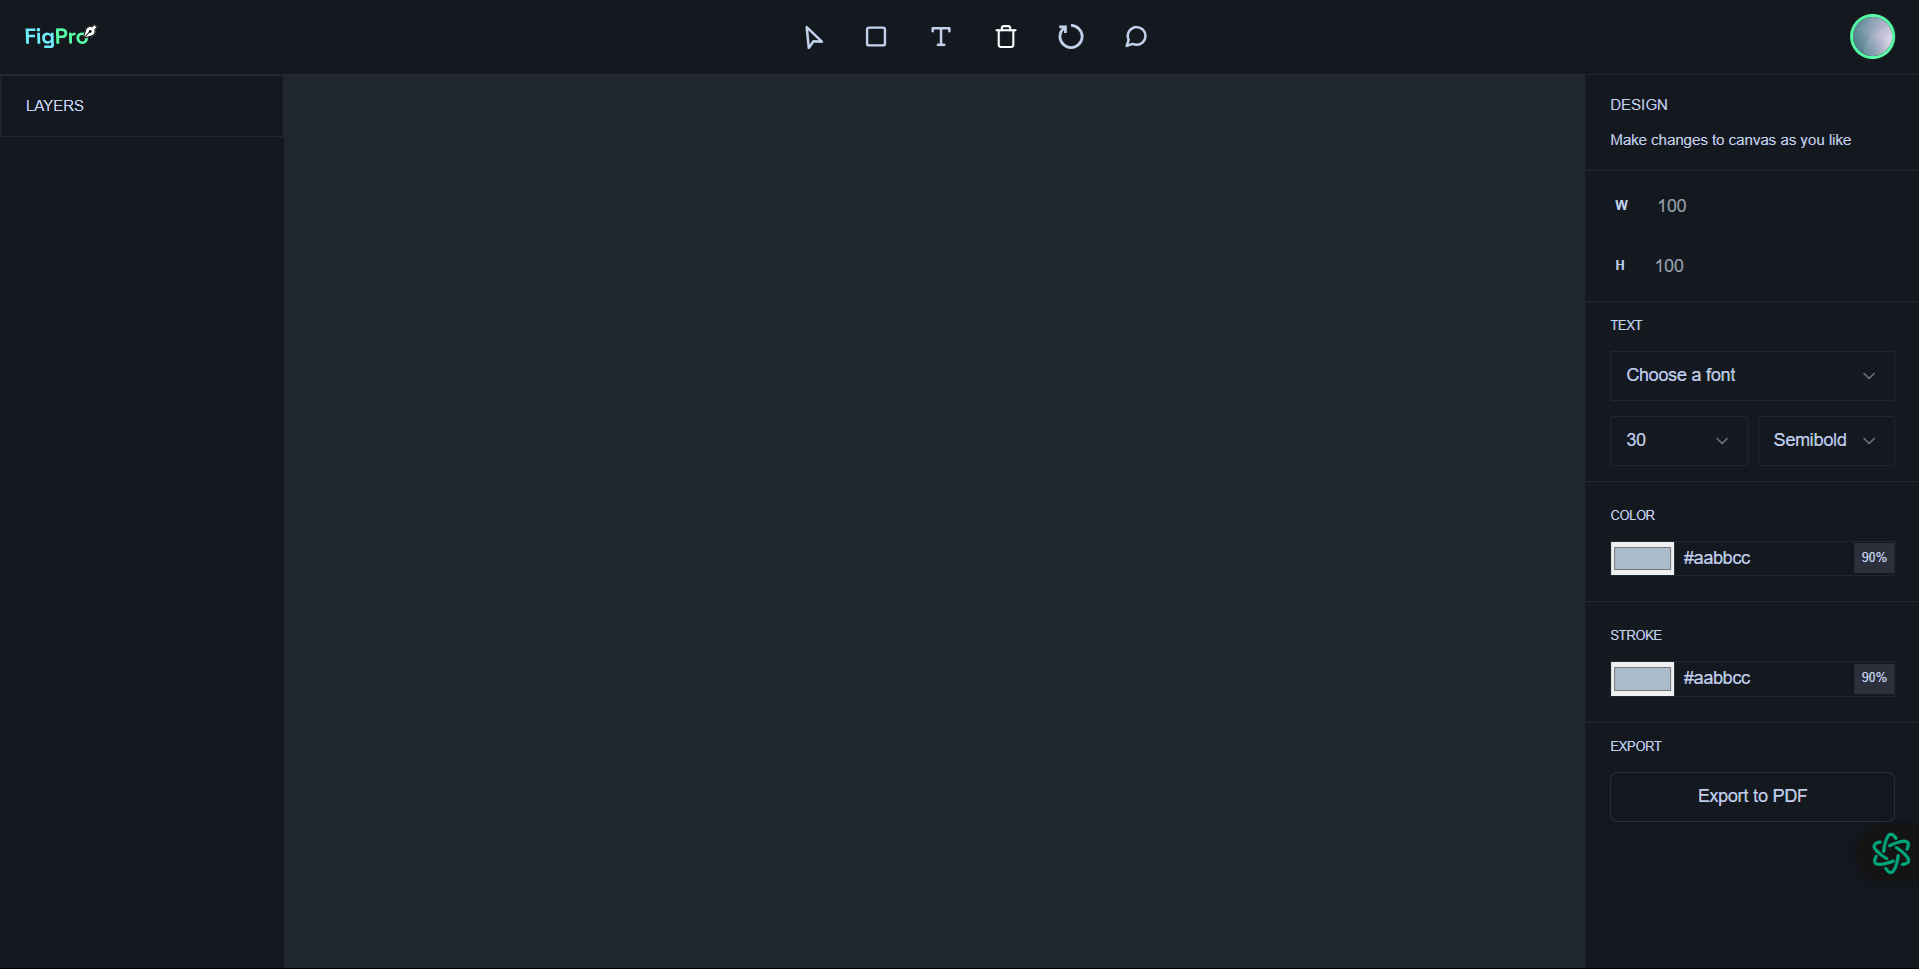 FigPro
LAYERS
DESIGN
Make changes to canvas as you like
W 100
H 100
TEXT
Choose a font
30 Semibold
COLOR
#aabbcc 90%
STROKE
#aabbcc 90%
EXPORT
Export to PDF